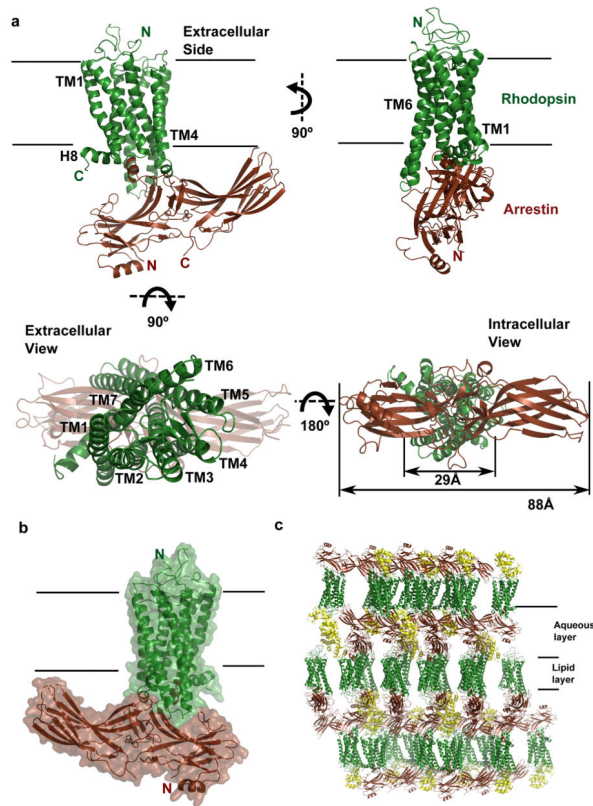 a
N
Extracellular
Side
TM1
TM4
H8
C
N
C
90º
N
TM6
TM1
Rhodopsin
Arrestin
N
90º
Extracellular
View
TM6
TM5
TM7
TM1
TM4
TM3
TM2
180º
Intracellular
View
29Å
88Å
b
N
N
c
Aqueous
layer
Lipid
layer